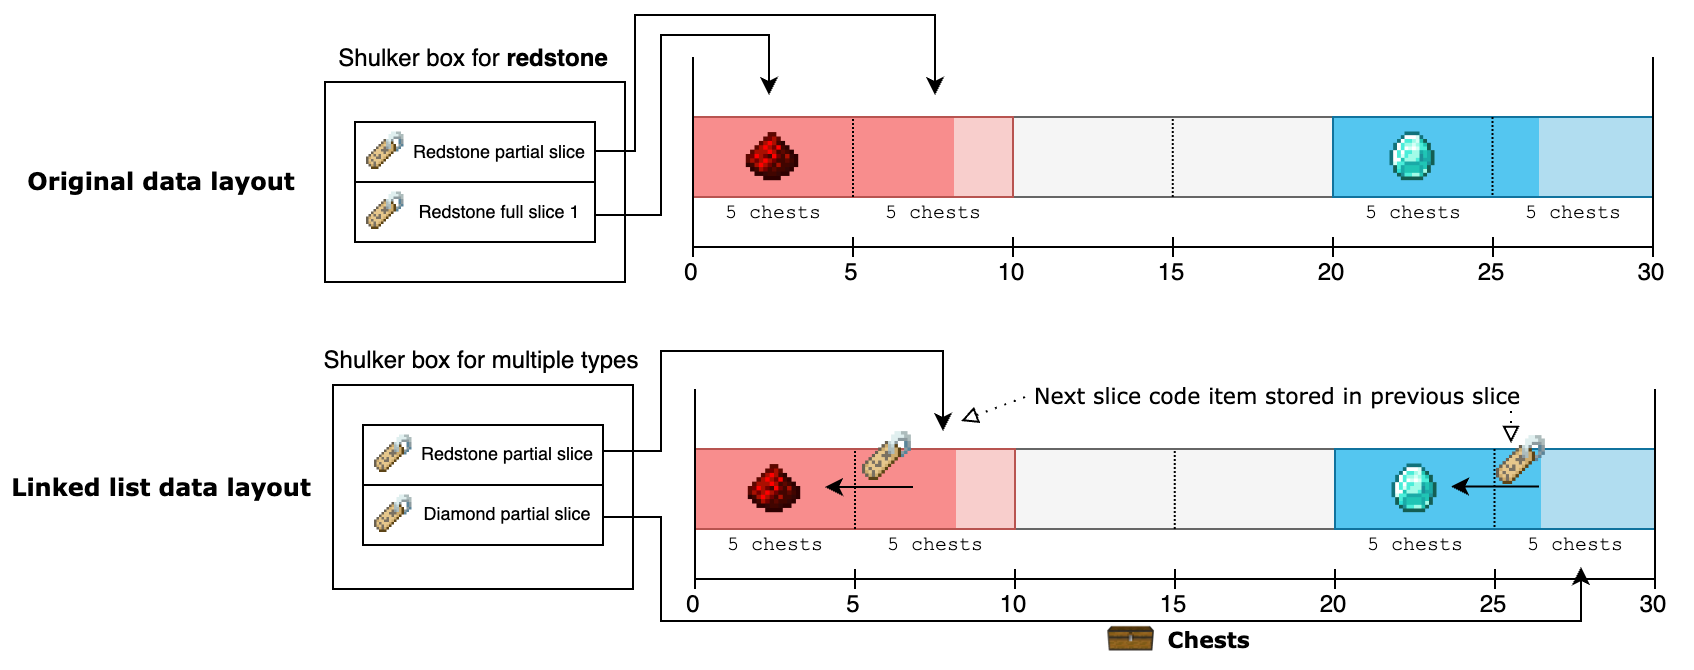 Shulker box for redstone
Original data layout
Redstone partial slice
Redstone full slice 1
5 chests
5 chests
5 chests
5 chests
0
5
10
15
20
25
30
Shulker box for multiple types
Next slice code item stored in previous slice
Linked list data layout
Redstone partial slice
Diamond partial slice
5 chests
5 chests
5 chests
5 chests
0
5
10
15
20
25
30
Chests